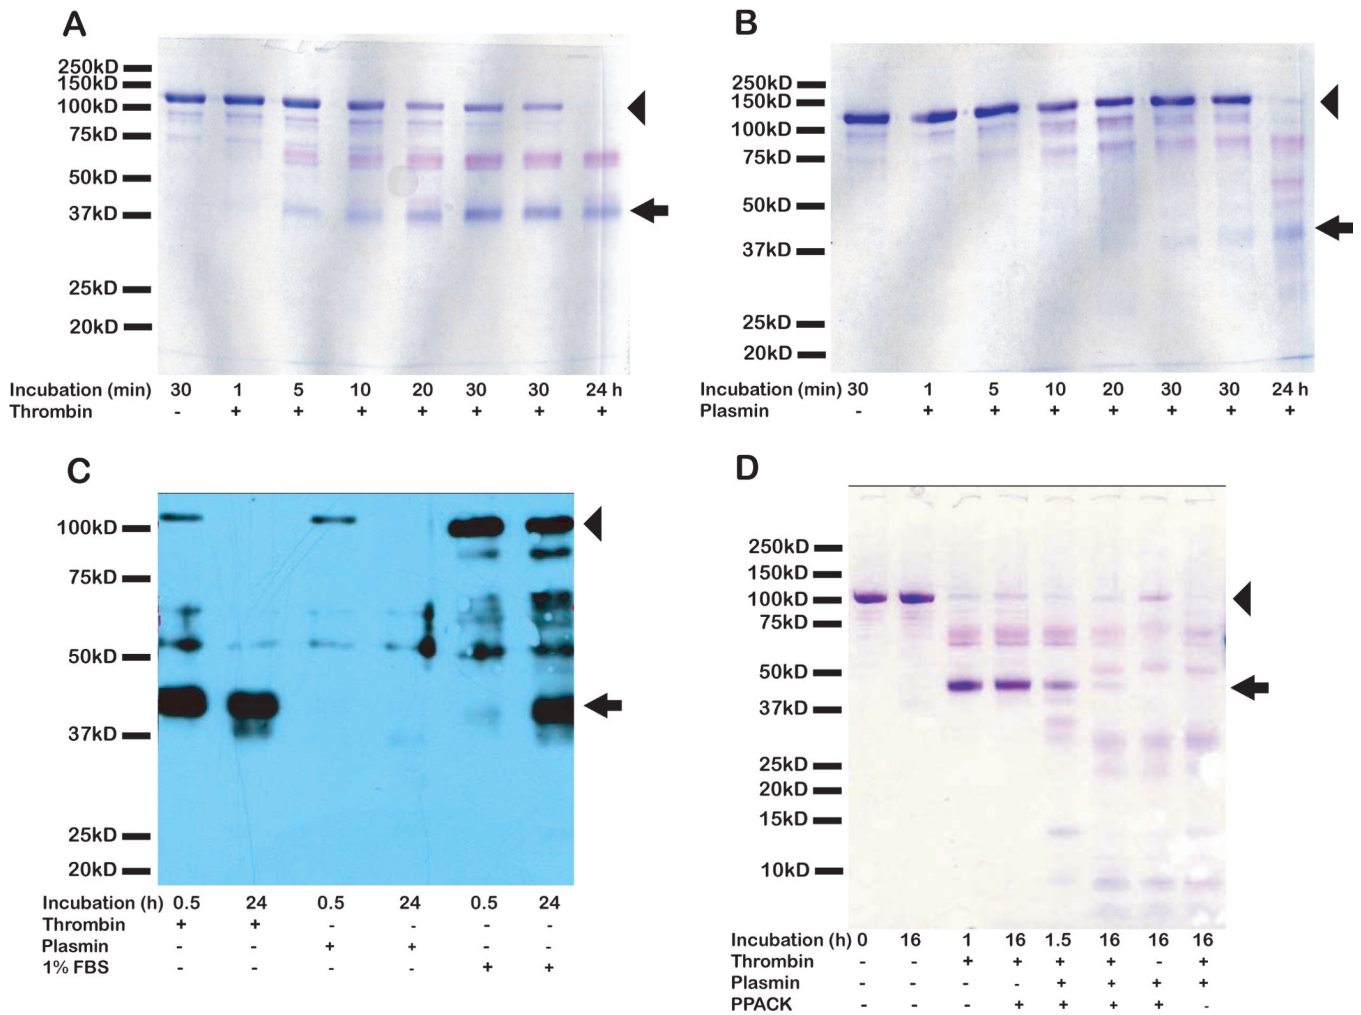 A
250kD
150kD
100kD
75kD
50kD
37kD
25kD
20kD
Incubation (min) 30 1 5 10 20 30 30 24 h
Thrombin - + + + + + + +
B
250kD
150kD
100kD
75kD
50kD
37kD
25kD
20kD
Incubation (min) 30 1 5 10 20 30 30 24 h
Plasmin - + + + + + + +
C
100kD
75kD
50kD
37kD
25kD
20kD
Incubation (h) 0.5 24 0.5 24 0.5 24
Thrombin + + - - - -
Plasmin - - + + - -
1% FBS - - - - + +
D
250kD
150kD
100kD
75kD
50kD
37kD
25kD
20kD
15kD
10kD
Incubation (h) 0 16 1 16 1.5 16 16 16
Thrombin - - + + + + - +
Plasmin - - - - + + + +
PPACK - - - + + + + -